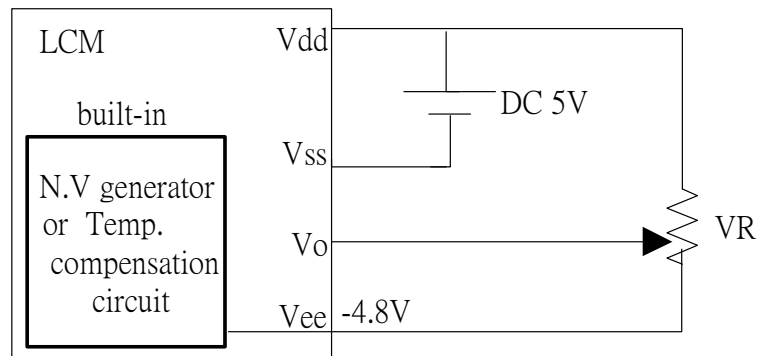 LCM
Vdd
built-in
DC 5V
Vss
N.V generator
or Temp.
compensation
circuit
Vo
VR
Vee
-4.8V